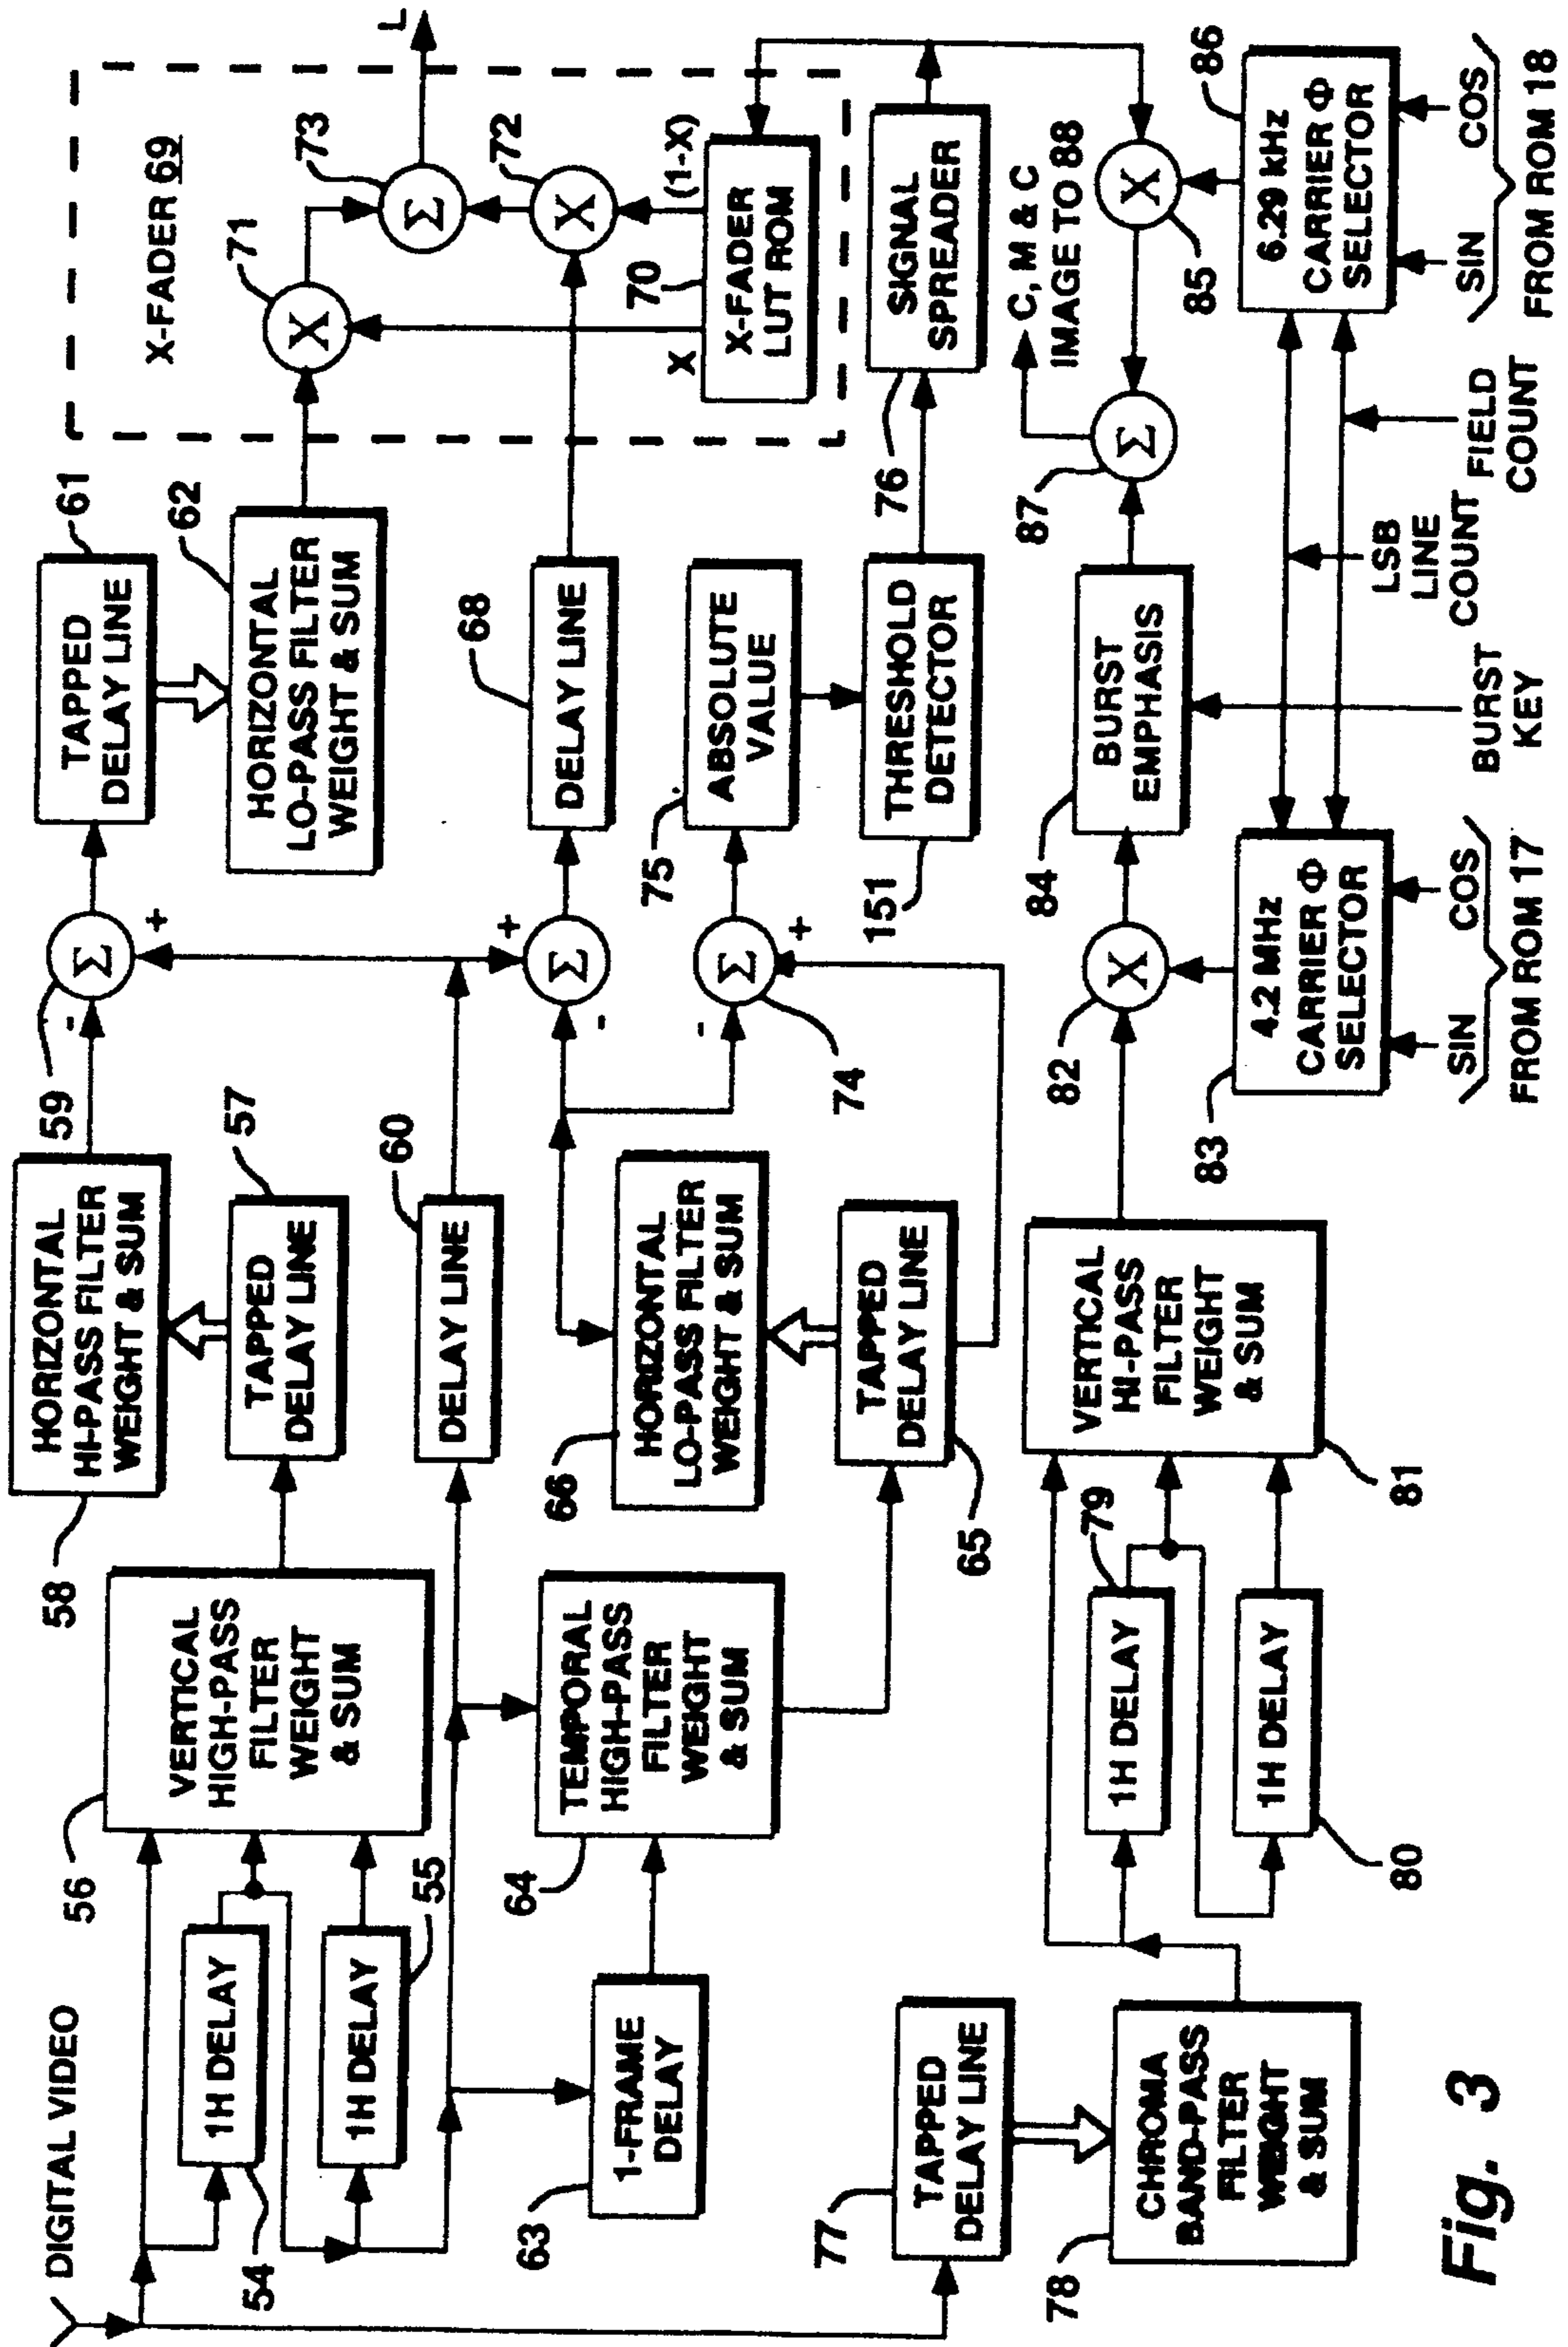 DIGITAL VIDEO
54
1H DELAY
1H DELAY
55
56
VERTICAL
HIGH-PASS
FILTER
WEIGHT
& SUM
58
HORIZONTAL
HI-PASS FILTER
WEIGHT & SUM
57
TAPPED
DELAY LINE
59
-
Σ
+
61
TAPPED
DELAY LINE
62
HORIZONTAL
LO-PASS FILTER
WEIGHT & SUM
X-FADER 69
71
X
73
Σ
L
72
X
(1-X)
X
70
X-FADER
LUT ROM
60
DELAY LINE
+
Σ
-
68
DELAY LINE
63
1-FRAME
DELAY
64
TEMPORAL
HIGH-PASS
FILTER
WEIGHT
& SUM
66
HORIZONTAL
LO-PASS FILTER
WEIGHT & SUM
65
TAPPED
DELAY LINE
-
Σ
+
74
75
ABSOLUTE
VALUE
151
THRESHOLD
DETECTOR
76
SIGNAL
SPREADER
77
TAPPED
DELAY LINE
78
CHROMA
BAND-PASS
FILTER
WEIGHT
& SUM
79
1H DELAY
1H DELAY
80
VERTICAL
HI-PASS
FILTER
WEIGHT
& SUM
81
82
X
83
4.2 MHz
CARRIER Φ
SELECTOR
SIN
COS
FROM ROM 17
84
BURST
EMPHASIS
BURST
KEY
87
Σ
C, M & C
IMAGE TO 88
85
X
86
6.29 kHz
CARRIER Φ
SELECTOR
LSB
LINE
COUNT
FIELD
COUNT
SIN
COS
FROM ROM 18
Fig. 3